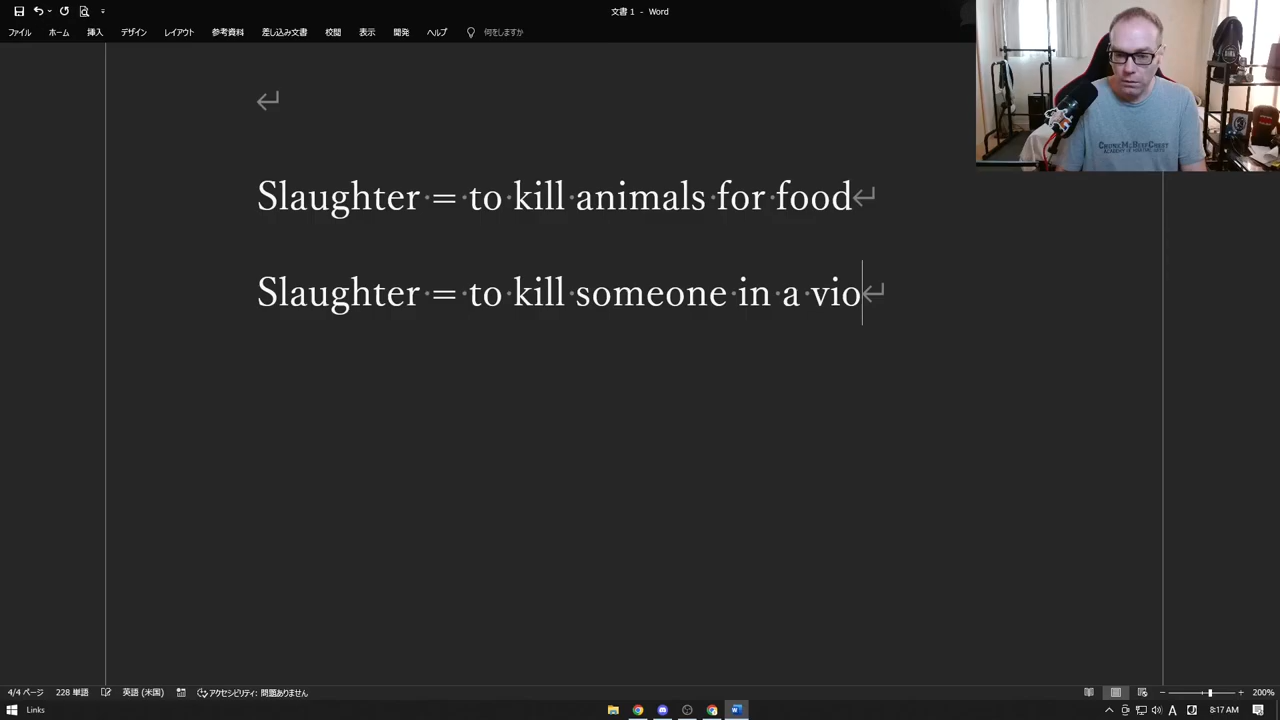 文書 1 - Word
ファイル ホーム 挿入 デザイン レイアウト 参考資料 差し込み文書 校閲 表示 開発 ヘルプ 何をしますか
Slaughter = to kill animals for food
Slaughter = to kill someone in a vio
4/4 ページ 228 単語 英語 (米国) アクセシビリティ: 問題ありません 200%
Links A 8:17 AM